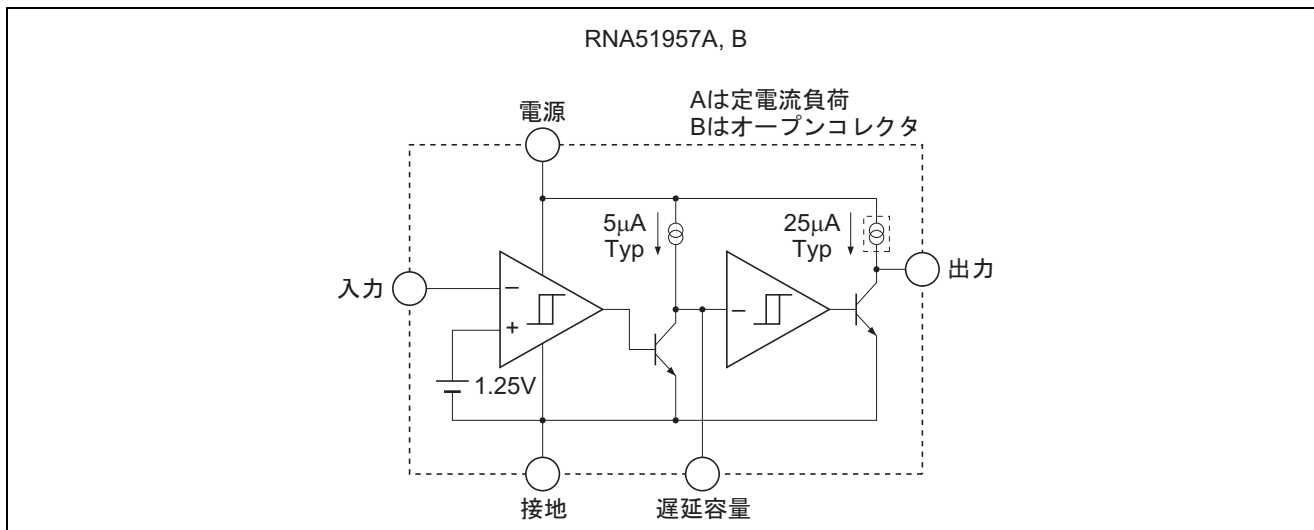 RNA51957A, B
Aは定電流負荷
Bはオープンコレクタ
電源
5μA
Typ
25μA
Typ
入力
−
+
1.25V
−
出力
接地
遅延容量